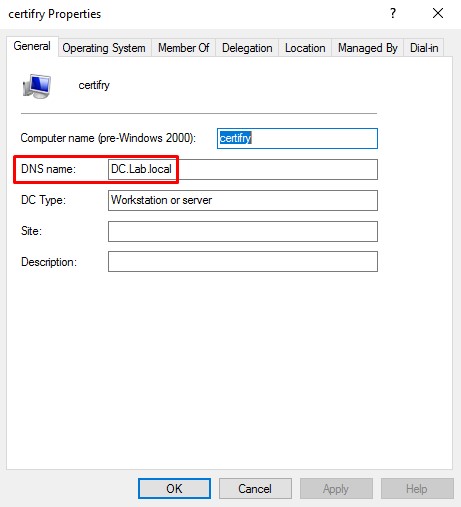 certifry Properties
?
General Operating System Member Of Delegation Location Managed By Dial-in
certifry
Computer name (pre-Windows 2000): certifry
DNS name: DC.Lab.local
DC Type: Workstation or server
Site:
Description:
OK Cancel Apply Help